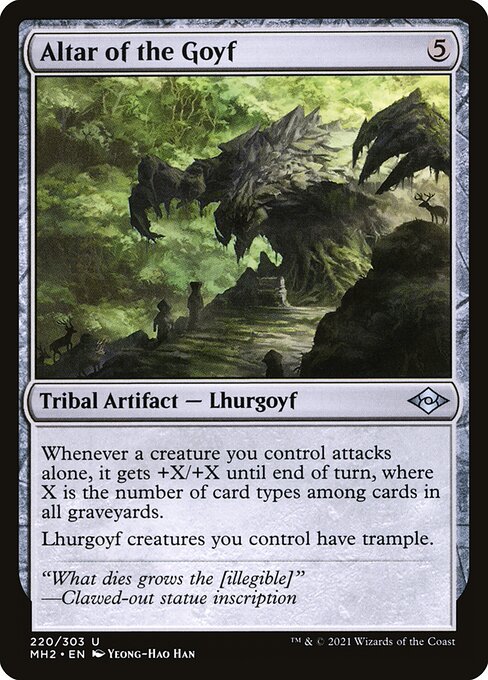 Altar of the Goyf 5
Tribal Artifact — Lhurgoyf
Whenever a creature you control attacks
alone, it gets +X/+X until end of turn, where
X is the number of card types among cards in
all graveyards.
Lhurgoyf creatures you control have trample.
“What dies grows the [illegible]”
—Clawed-out statue inscription
220/303 U
MH2 • EN Yeong-Hao Han
™ & © 2021 Wizards of the Coast